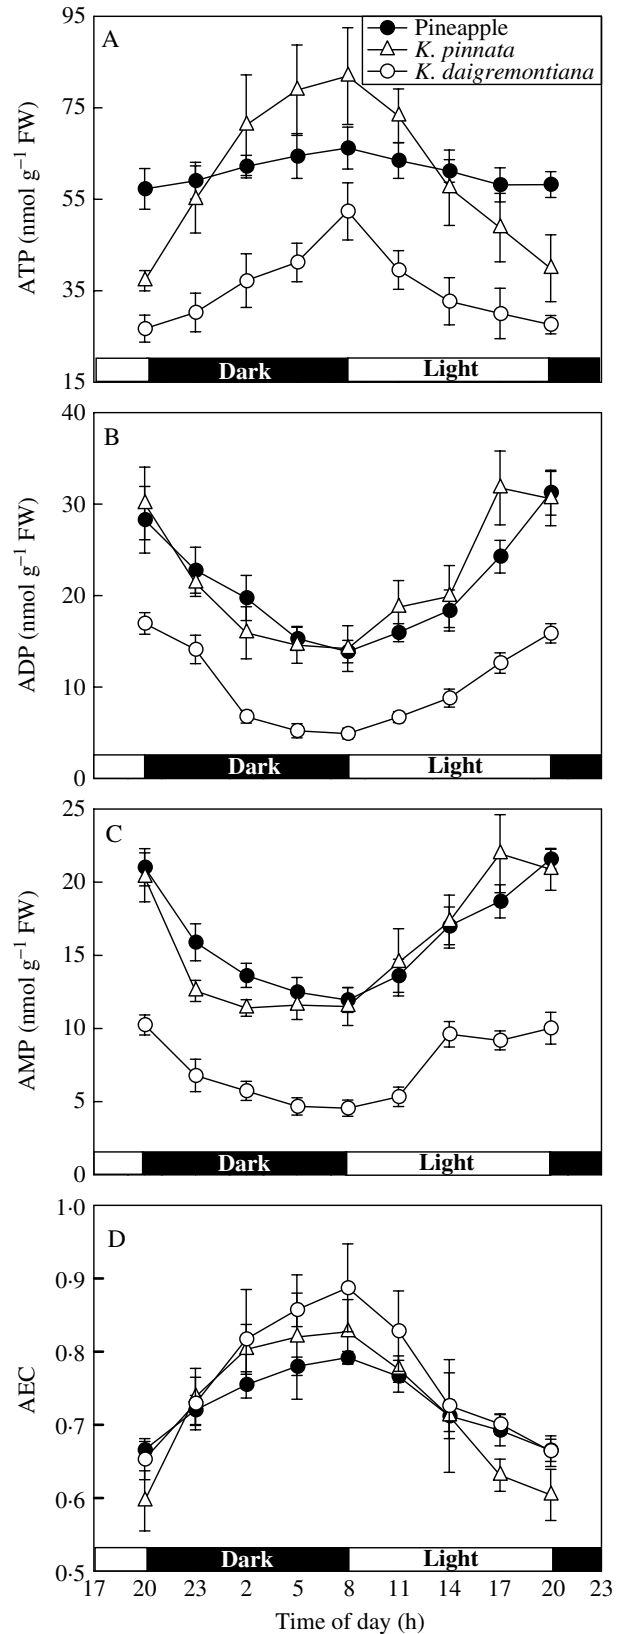 95
A
Pineapple
K. pinnata
K. daigremontiana
75
55
35
15
ATP (nmol g⁻¹ FW)
Dark
Light
40
B
30
20
10
0
ADP (nmol g⁻¹ FW)
Dark
Light
25
C
20
15
10
5
0
AMP (nmol g⁻¹ FW)
Dark
Light
1·0
D
0·9
0·8
0·7
0·6
0·5
AEC
Dark
Light
17 20 23 2 5 8 11 14 17 20 23
Time of day (h)